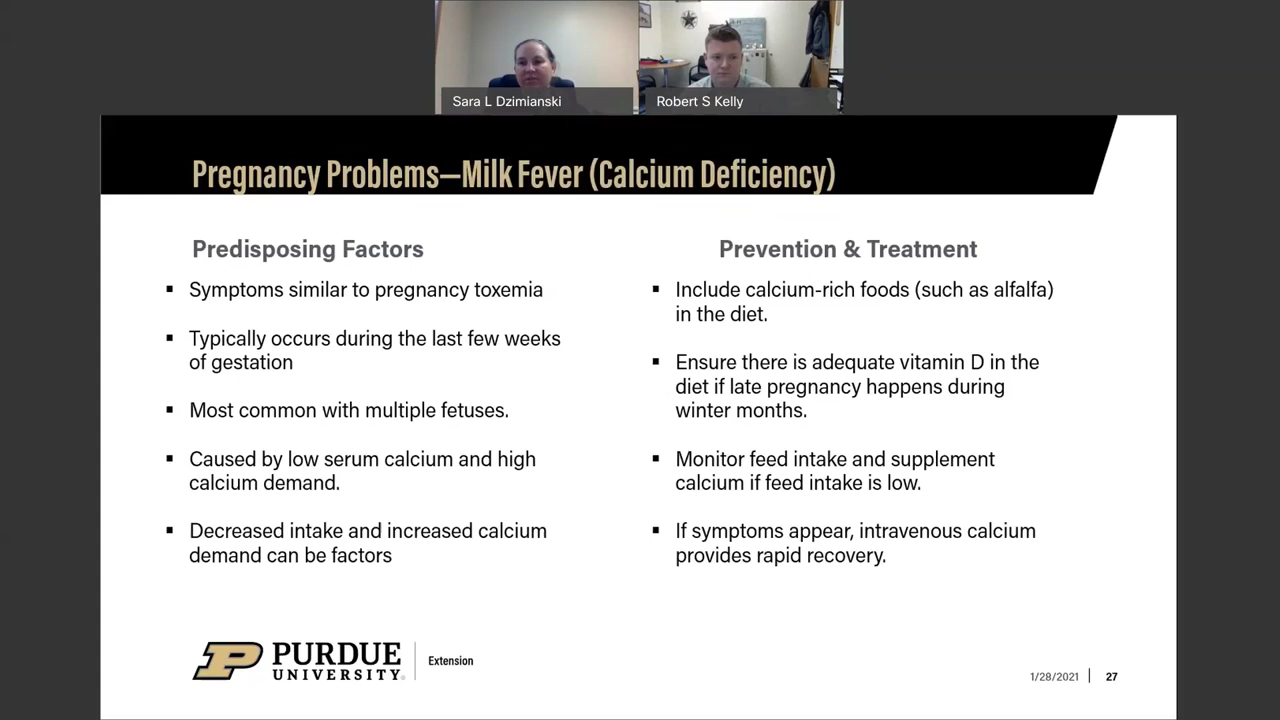 Sara L Dzimianski
Robert S Kelly
Pregnancy Problems—Milk Fever (Calcium Deficiency)
Predisposing Factors
▪ Symptoms similar to pregnancy toxemia
▪ Typically occurs during the last few weeks
of gestation
▪ Most common with multiple fetuses.
▪ Caused by low serum calcium and high
calcium demand.
▪ Decreased intake and increased calcium
demand can be factors
Prevention & Treatment
▪ Include calcium-rich foods (such as alfalfa)
in the diet.
▪ Ensure there is adequate vitamin D in the
diet if late pregnancy happens during
winter months.
▪ Monitor feed intake and supplement
calcium if feed intake is low.
▪ If symptoms appear, intravenous calcium
provides rapid recovery.
P PURDUE
UNIVERSITY®
Extension
1/28/2021 | 27